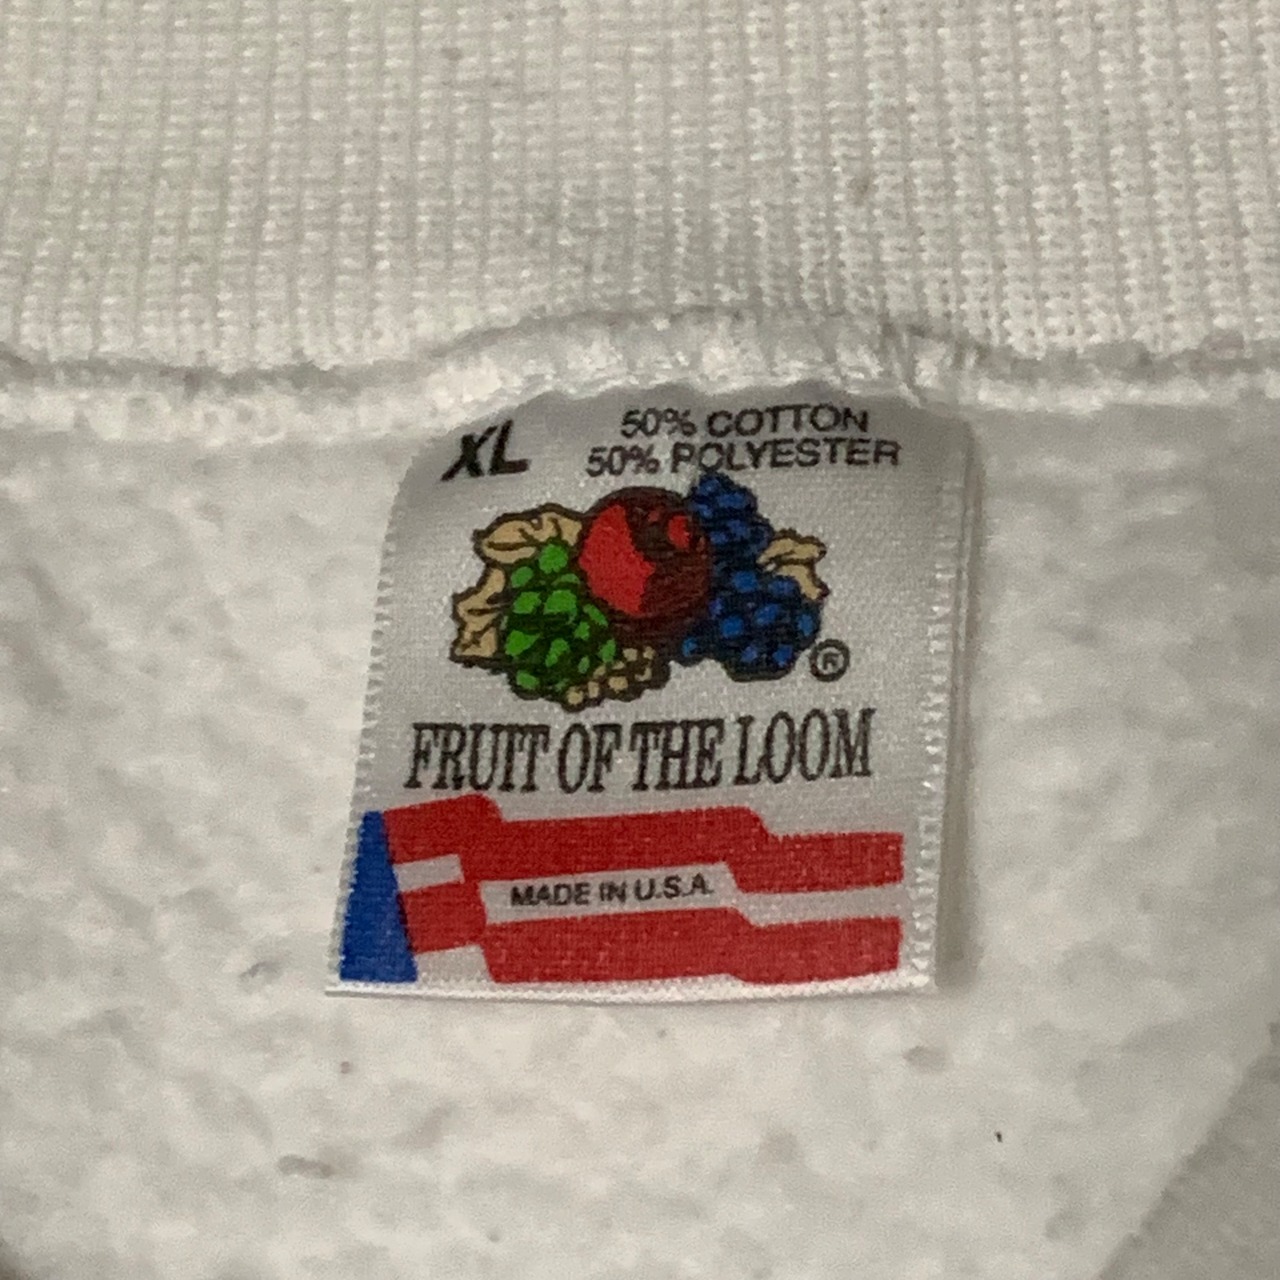 XL
50% COTTON
50% POLYESTER
®
FRUIT OF THE LOOM
MADE IN U.S.A.